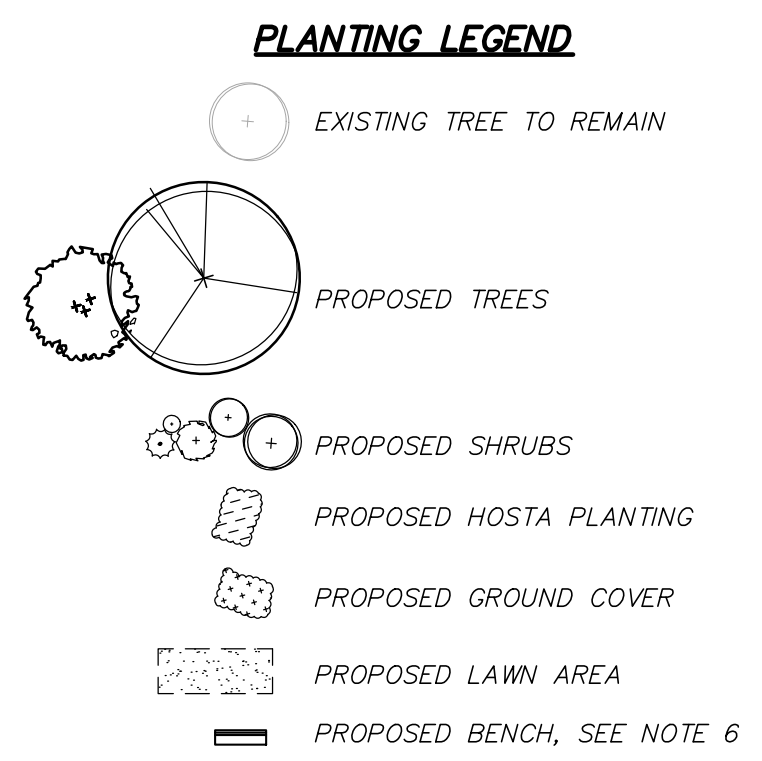 PLANTING LEGEND
EXISTING TREE TO REMAIN
PROPOSED TREES
PROPOSED SHRUBS
PROPOSED HOSTA PLANTING
PROPOSED GROUND COVER
PROPOSED LAWN AREA
PROPOSED BENCH, SEE NOTE 6